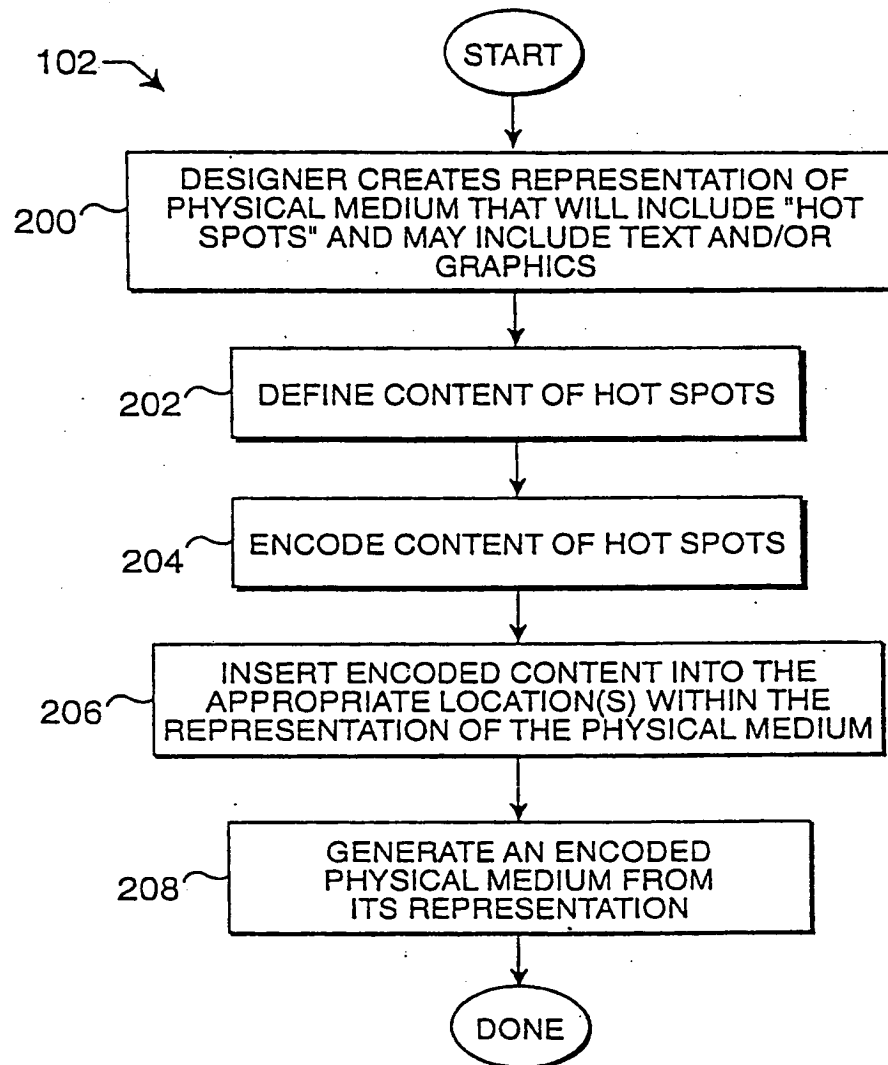 START
102
DESIGNER CREATES REPRESENTATION OF
PHYSICAL MEDIUM THAT WILL INCLUDE "HOT
SPOTS" AND MAY INCLUDE TEXT AND/OR
GRAPHICS
200
DEFINE CONTENT OF HOT SPOTS
202
ENCODE CONTENT OF HOT SPOTS
204
INSERT ENCODED CONTENT INTO THE
APPROPRIATE LOCATION(S) WITHIN THE
REPRESENTATION OF THE PHYSICAL MEDIUM
206
GENERATE AN ENCODED
PHYSICAL MEDIUM FROM
ITS REPRESENTATION
208
DONE